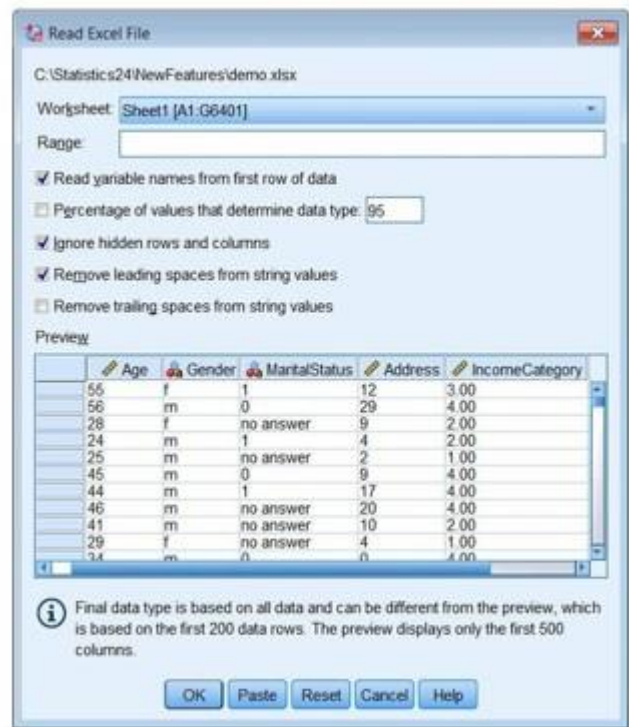 Read Excel File
C:\Statistics24\NewFeatures\demo.xlsx
Worksheet: Sheet1 [A1:G6401]
Range:
Read variable names from first row of data
Percentage of values that determine data type: 95
Ignore hidden rows and columns
Remove leading spaces from string values
Remove trailing spaces from string values
Preview
Age Gender MaritalStatus Address IncomeCategory
55 f 1 12 3.00
56 m 0 29 4.00
28 f no answer 9 2.00
24 m 1 4 2.00
25 m no answer 2 1.00
45 m 0 9 4.00
44 m 1 17 4.00
46 m no answer 20 4.00
41 m no answer 10 2.00
29 f no answer 4 1.00
34 m 0 0 4.00
Final data type is based on all data and can be different from the preview, which
is based on the first 200 data rows. The preview displays only the first 500
columns.
OK Paste Reset Cancel Help